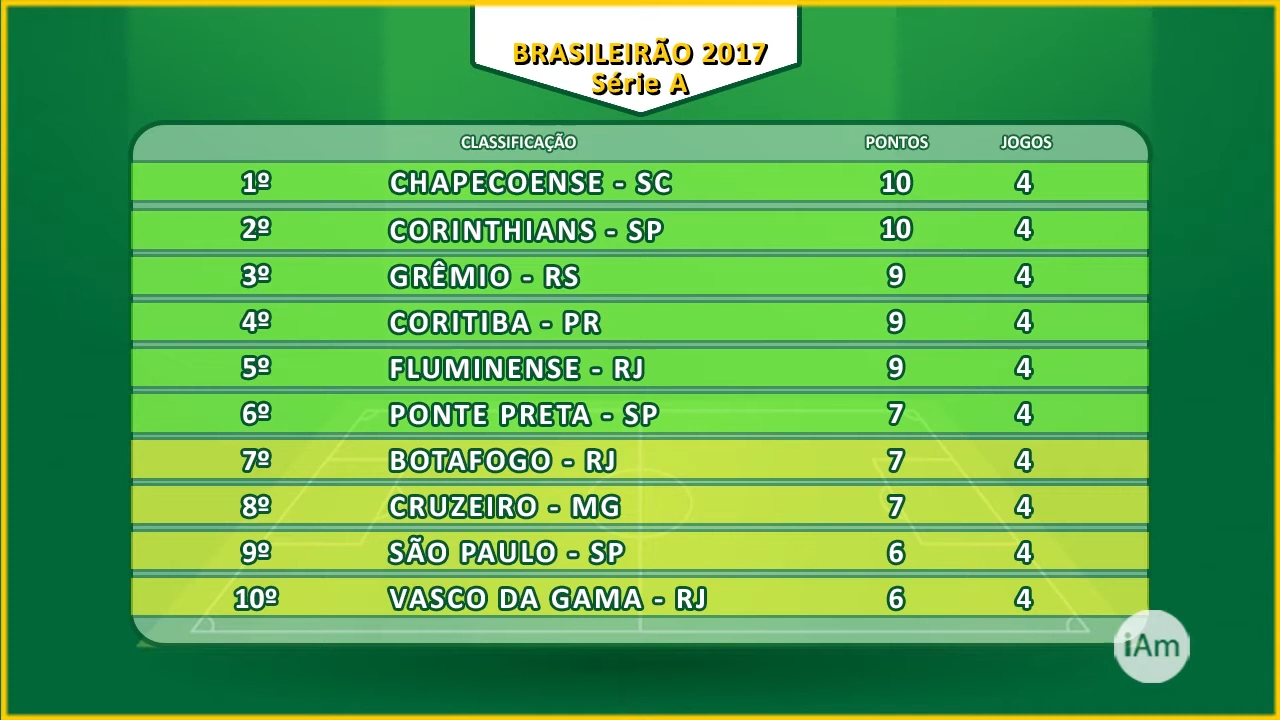 BRASILEIRÃO 2017
Série A
CLASSIFICAÇÃO PONTOS JOGOS
1º CHAPECOENSE - SC 10 4
2º CORINTHIANS - SP 10 4
3º GRÊMIO - RS 9 4
4º CORITIBA - PR 9 4
5º FLUMINENSE - RJ 9 4
6º PONTE PRETA - SP 7 4
7º BOTAFOGO - RJ 7 4
8º CRUZEIRO - MG 7 4
9º SÃO PAULO - SP 6 4
10º VASCO DA GAMA - RJ 6 4
iAm